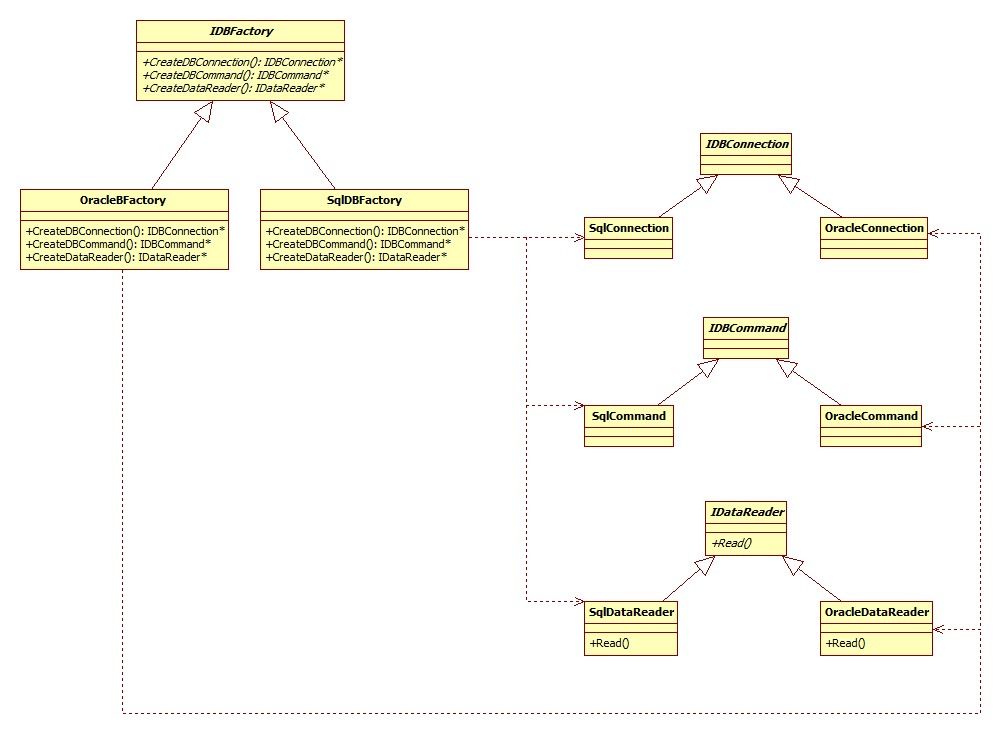 IDBFactory
+CreateDBConnection(): IDBConnection*
+CreateDBCommand(): IDBCommand*
+CreateDataReader(): IDataReader*
OracleBFactory
+CreateDBConnection(): IDBConnection*
+CreateDBCommand(): IDBCommand*
+CreateDataReader(): IDataReader*
SqlDBFactory
+CreateDBConnection(): IDBConnection*
+CreateDBCommand(): IDBCommand*
+CreateDataReader(): IDataReader*
IDBConnection
SqlConnection
OracleConnection
IDBCommand
SqlCommand
OracleCommand
IDataReader
+Read()
SqlDataReader
+Read()
OracleDataReader
+Read()